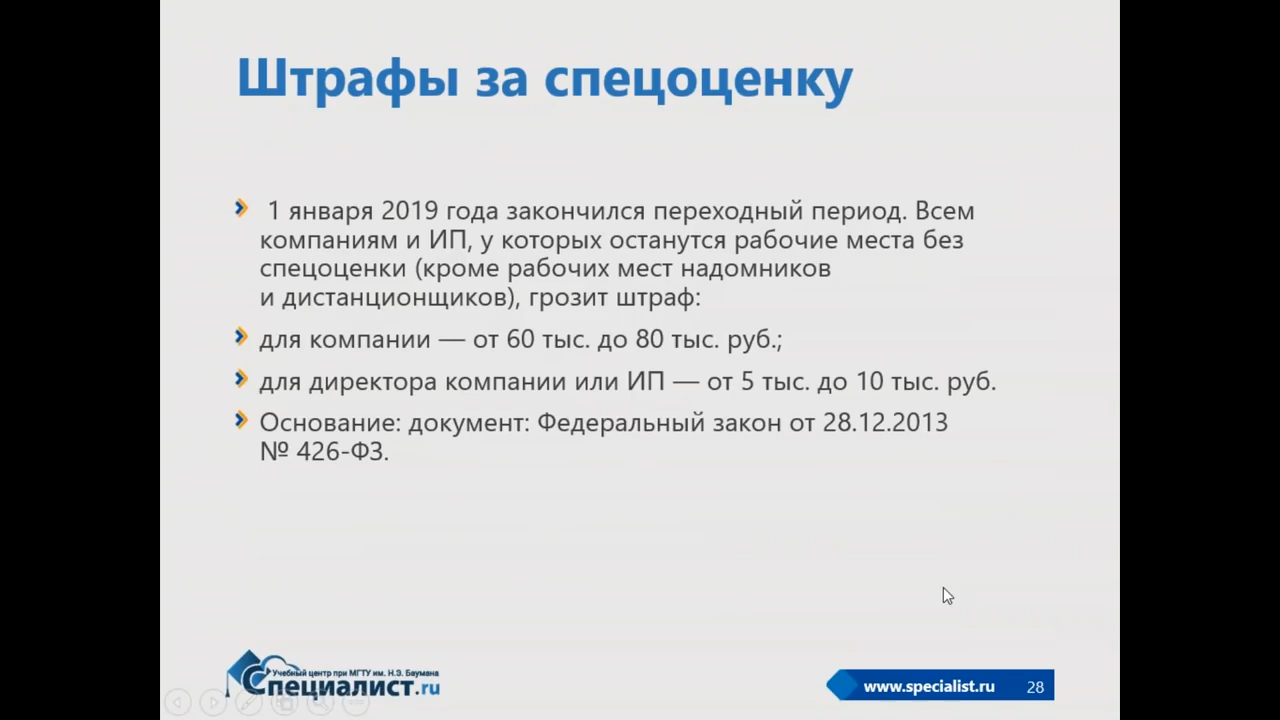 Штрафы за спецоценку
1 января 2019 года закончился переходный период. Всем
компаниям и ИП, у которых останутся рабочие места без
спецоценки (кроме рабочих мест надомников
и дистанционщиков), грозит штраф:
для компании — от 60 тыс. до 80 тыс. руб.;
для директора компании или ИП — от 5 тыс. до 10 тыс. руб.
Основание: документ: Федеральный закон от 28.12.2013
№ 426-ФЗ.
Учебный центр при МГТУ им. Н.Э. Баумана
Специалист.ru
www.specialist.ru 28